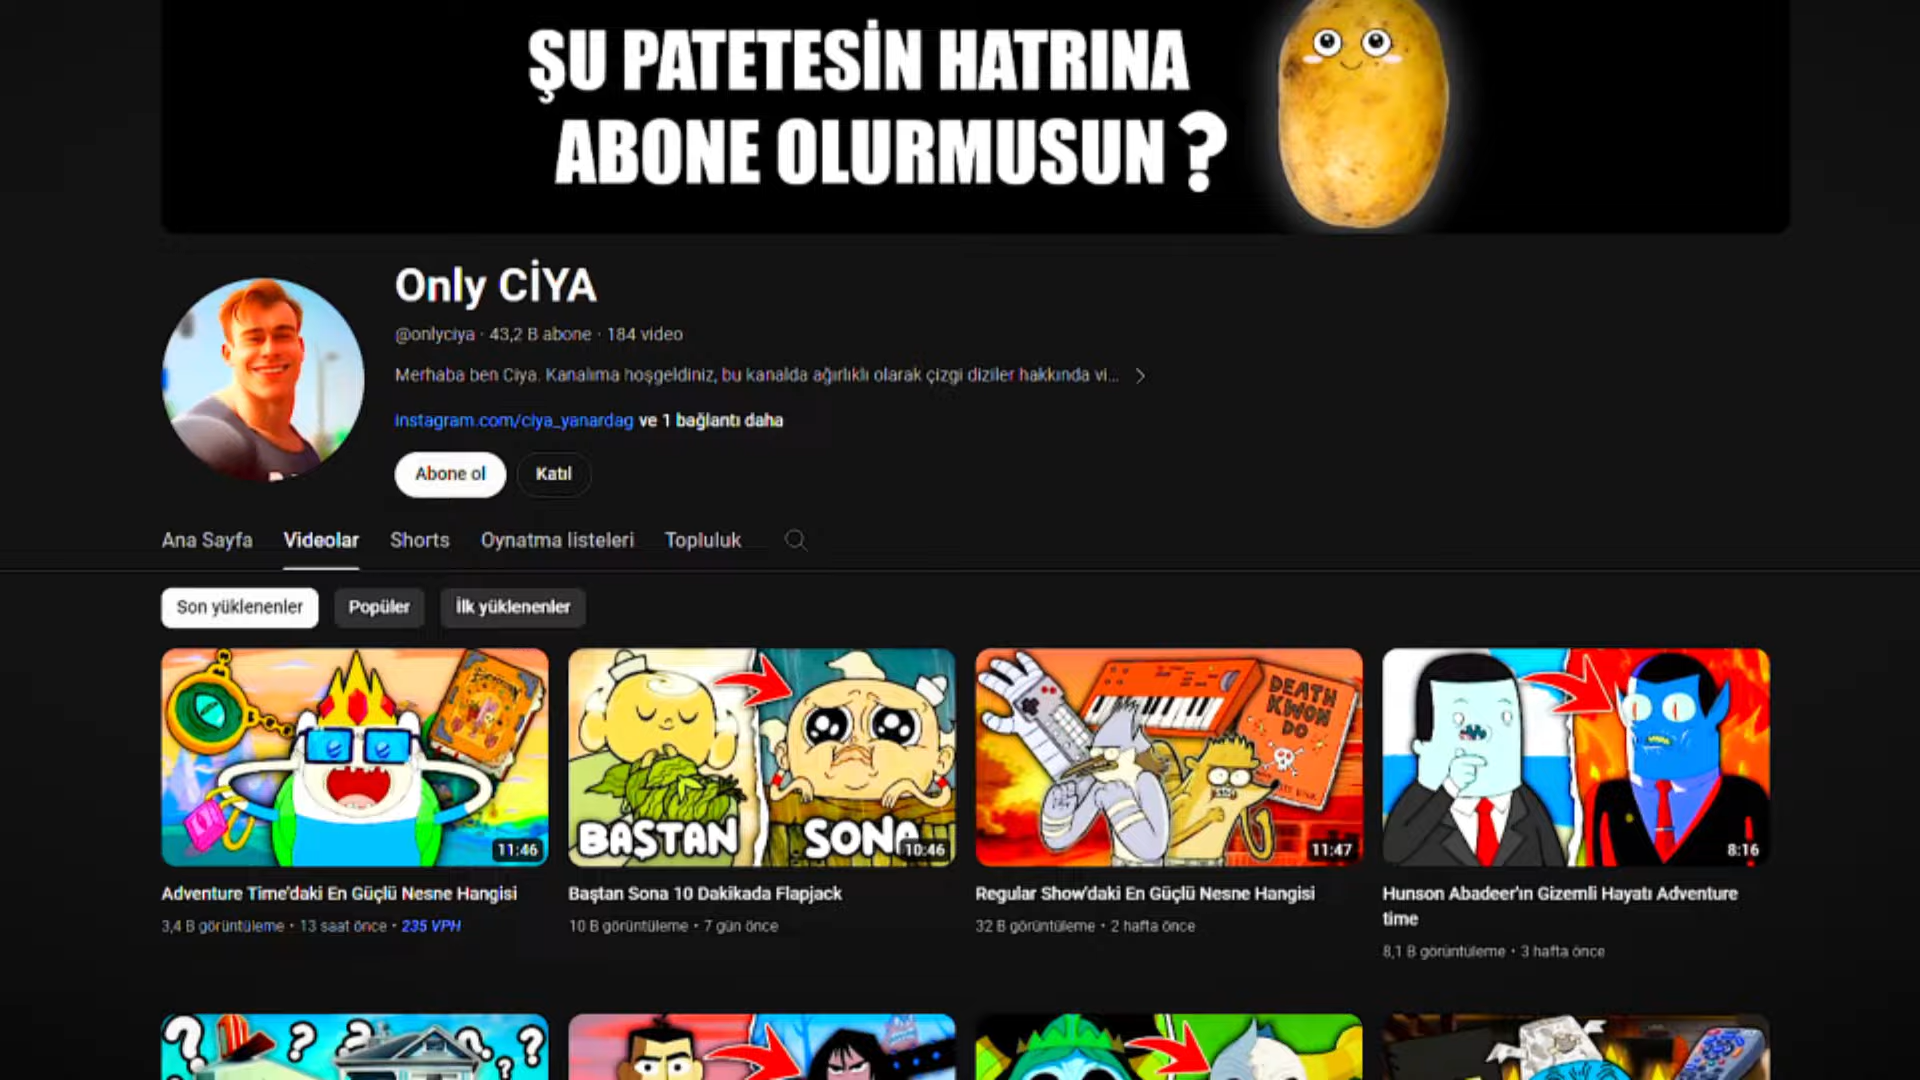 ŞU PATETESİN HATRINA
ABONE OLURMUSUN ?
Only CİYA
@onlyciya · 43,2 B abone · 184 video
Merhaba ben Ciya. Kanalıma hoşgeldiniz, bu kanalda ağırlıklı olarak çizgi diziler hakkında vi...
instagram.com/ciya_yanardag ve 1 bağlantı daha
Abone ol Katıl
Ana Sayfa Videolar Shorts Oynatma listeleri Topluluk
Son yüklenenler Popüler İlk yüklenenler
DEATH
KWON
DO
BAŞTAN SONA
11:46 10:46 11:47 8:16
Adventure Time'daki En Güçlü Nesne Hangisi
3,4 B görüntüleme · 13 saat önce · 235 VPH
Baştan Sona 10 Dakikada Flapjack
10 B görüntüleme · 7 gün önce
Regular Show'daki En Güçlü Nesne Hangisi
32 B görüntüleme · 2 hafta önce
Hunson Abadeer'ın Gizemli Hayatı Adventure
time
8,1 B görüntüleme · 3 hafta önce
? ? ? ? ?